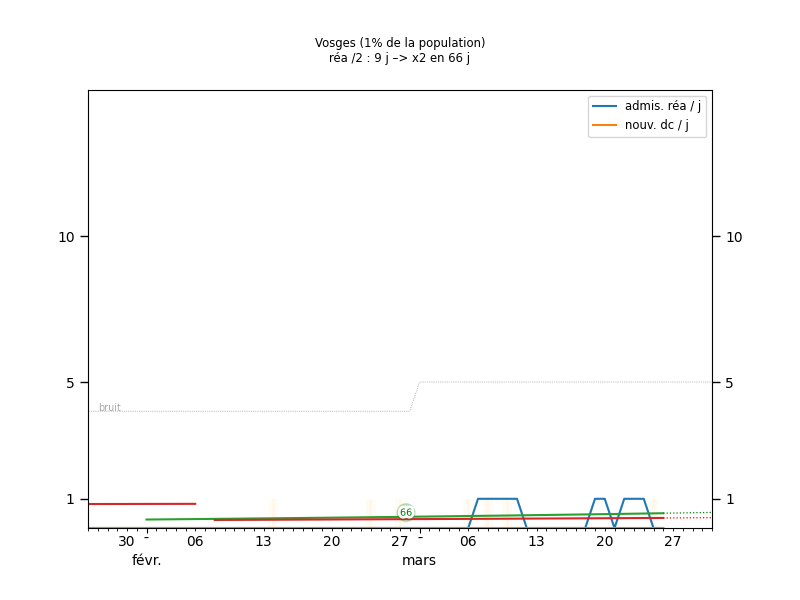 Vosges (1% de la population)
réa /2 : 9 j –> x2 en 66 j
admis. réa / j
nouv. dc / j
10 10
5 5
bruit
1 1
66
30 - 06 13 20 27 - 06 13 20 27
févr. mars